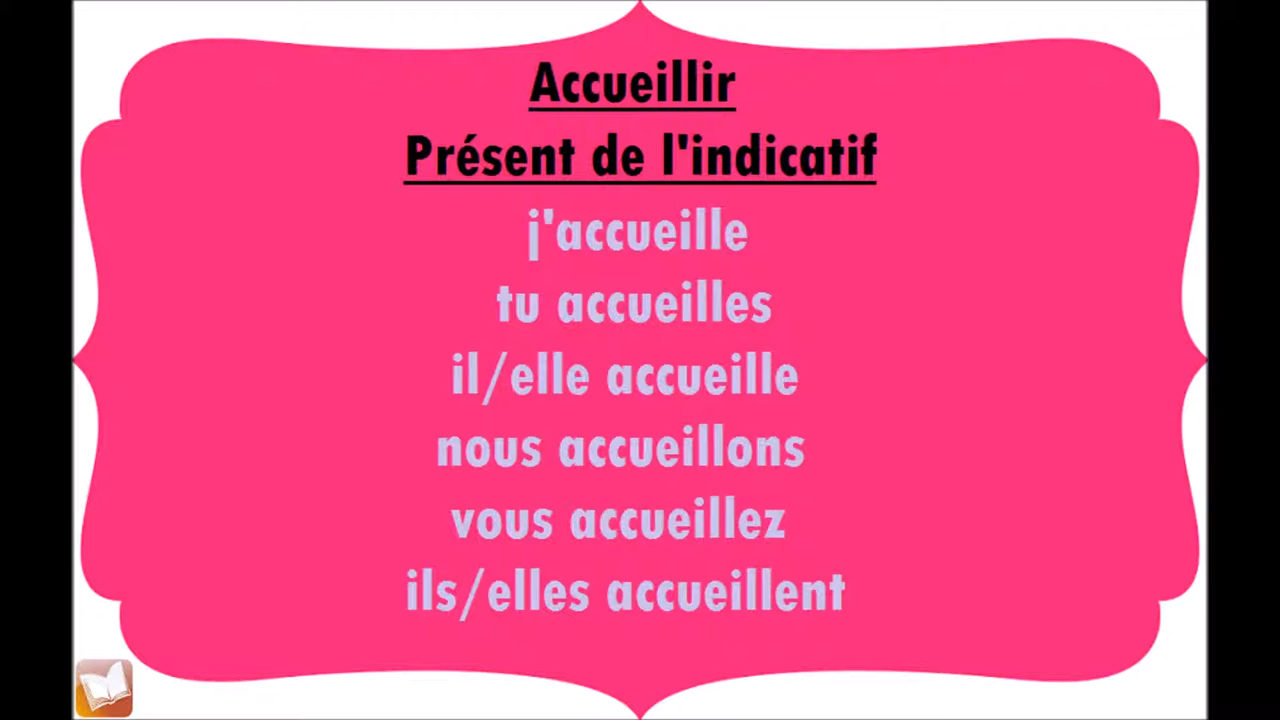 Accueillir
Présent de l'indicatif
j'accueille
tu accueilles
il/elle accueille
nous accueillons
vous accueillez
ils/elles accueillent